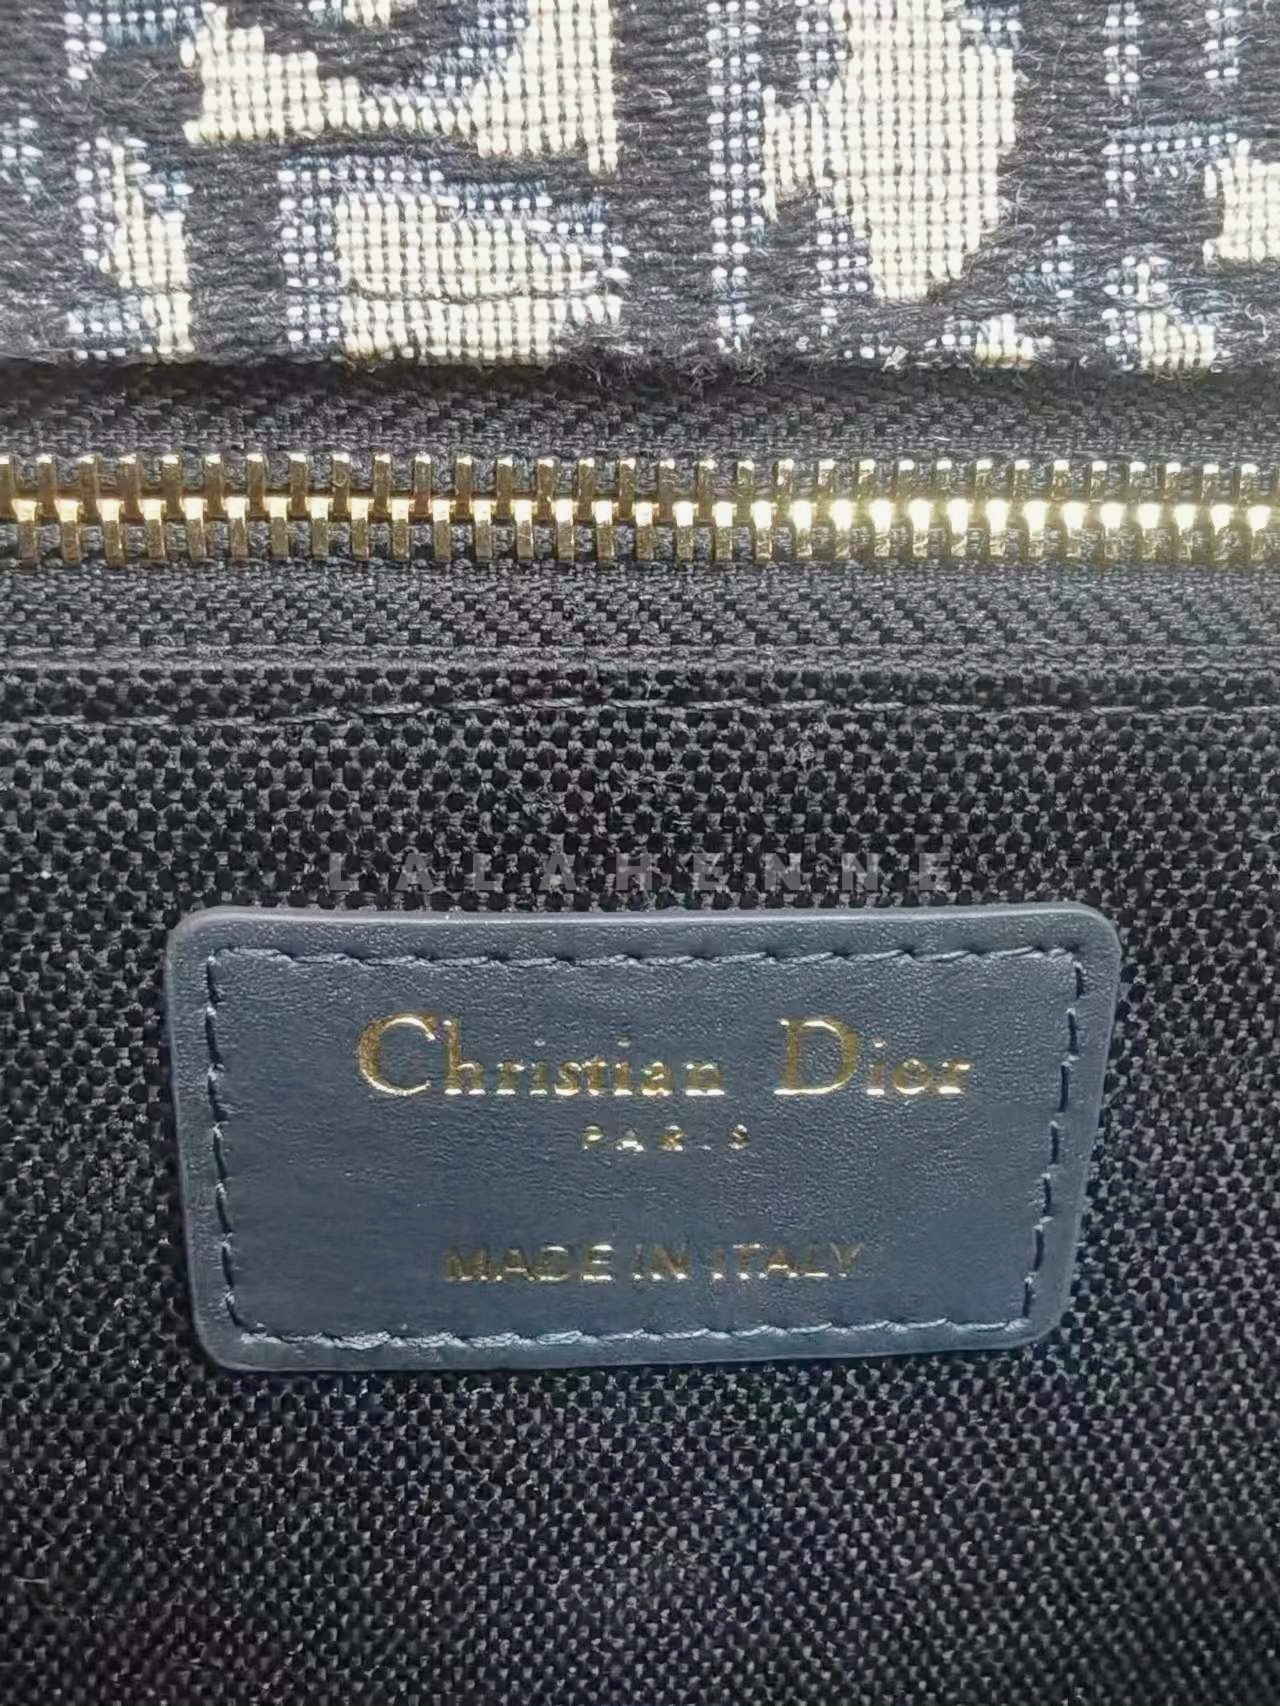 LALAHENNE
Christian Dior
PARIS
MADE IN ITALY